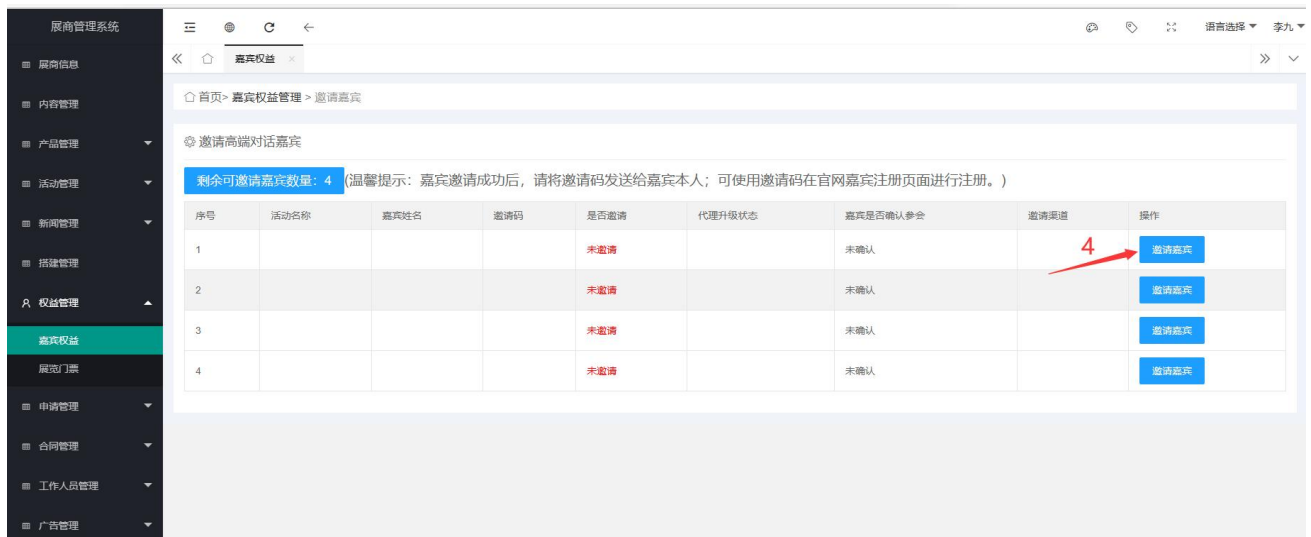 展商管理系统
语言选择 李九
展商信息
嘉宾权益
内容管理
首页> 嘉宾权益管理 > 邀请嘉宾
产品管理
邀请高端对话嘉宾
活动管理
剩余可邀请嘉宾数量：4 (温馨提示：嘉宾邀请成功后，请将邀请码发送给嘉宾本人；可使用邀请码在官网嘉宾注册页面进行注册。)
新闻管理
序号 活动名称 嘉宾姓名 邀请码 是否邀请 代理升级状态 嘉宾是否确认参会 邀请渠道 操作
1 未邀请 未确认 4 邀请嘉宾
搭建管理
2 未邀请 未确认 邀请嘉宾
权益管理
3 未邀请 未确认 邀请嘉宾
嘉宾权益
4 未邀请 未确认 邀请嘉宾
展览门票
申请管理
合同管理
工作人员管理
广告管理